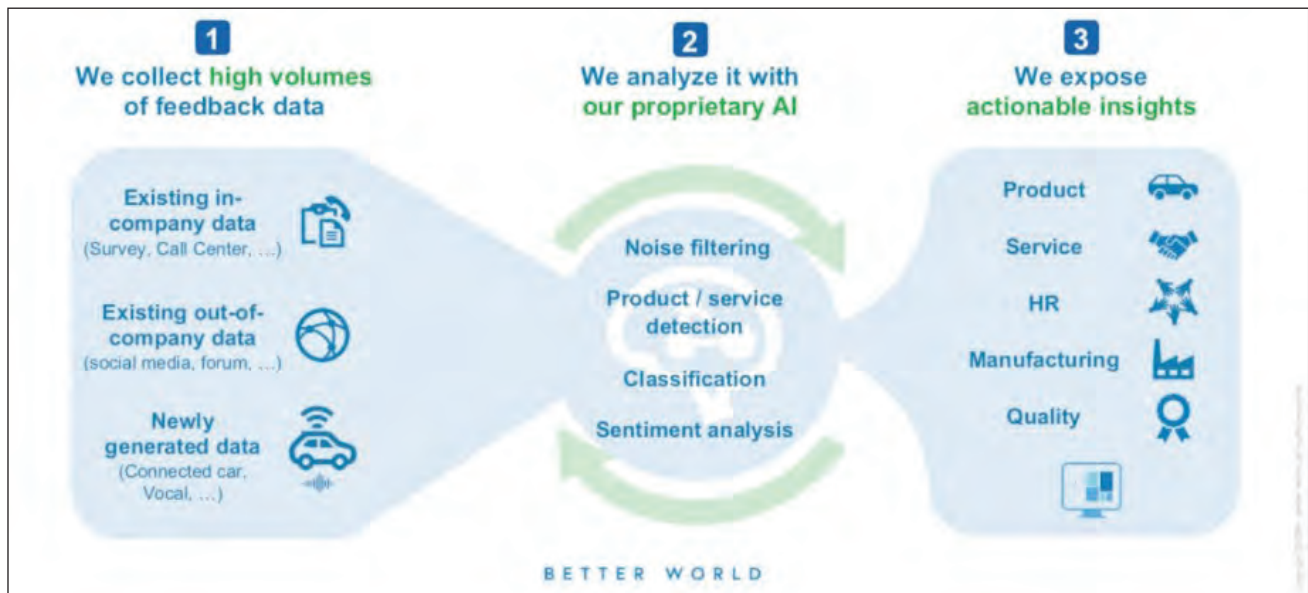 1
We collect high volumes
of feedback data
Existing in-
company data
(Survey, Call Center, …)
Existing out-of-
company data
(social media, forum, …)
Newly
generated data
(Connected car,
Vocal, …)
2
We analyze it with
our proprietary AI
Noise filtering
Product / service
detection
Classification
Sentiment analysis
3
We expose
actionable insights
Product
Service
HR
Manufacturing
Quality
BETTER WORLD